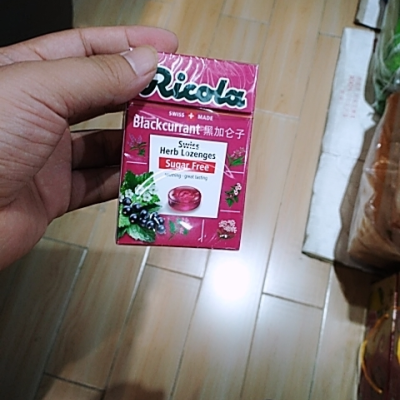 Ricola
SWISS MADE
Blackcurrant 黑加仑子
Swiss
Herb Lozenges
Sugar Free